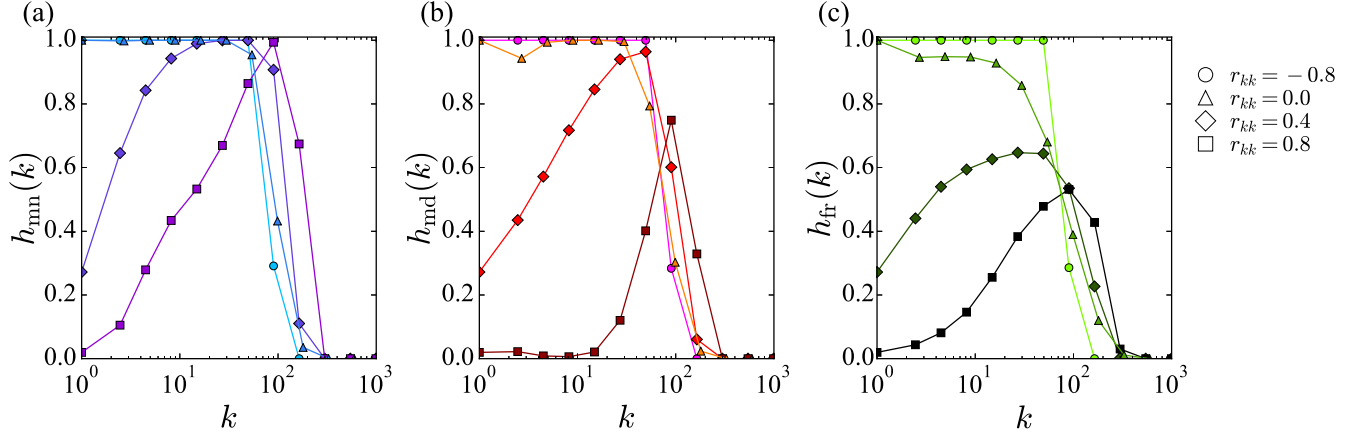 (a)
1.0
0.8
0.6
0.4
0.2
0.0
h_mn(k)
10^0 10^1 10^2 10^3
k
(b)
1.0
0.8
0.6
0.4
0.2
0.0
h_md(k)
10^0 10^1 10^2 10^3
k
(c)
1.0
0.8
0.6
0.4
0.2
0.0
h_fr(k)
10^0 10^1 10^2 10^3
k
r_kk = −0.8
r_kk = 0.0
r_kk = 0.4
r_kk = 0.8